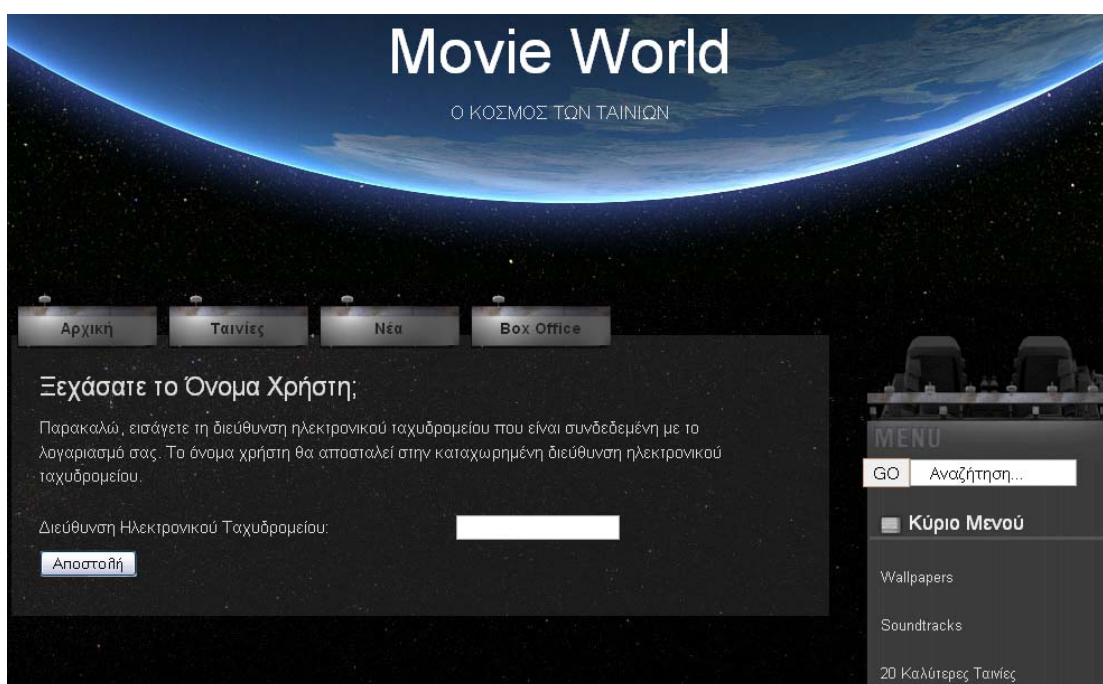 Movie World
Ο ΚΟΣΜΟΣ ΤΩΝ ΤΑΙΝΙΩΝ
Αρχική
Ταινίες
Νέα
Box Office
Ξεχάσατε το Όνομα Χρήστη;
Παρακαλώ, εισάγετε τη διεύθυνση ηλεκτρονικού ταχυδρομείου που είναι συνδεδεμένη με το
λογαριασμό σας. Το όνομα χρήστη θα αποσταλεί στην καταχωρημένη διεύθυνση ηλεκτρονικού
ταχυδρομείου.
Διεύθυνση Ηλεκτρονικού Ταχυδρομείου:
Αποστολή
MENU
GO
Αναζήτηση...
Κύριο Μενού
Wallpapers
Soundtracks
20 Καλύτερες Ταινίες